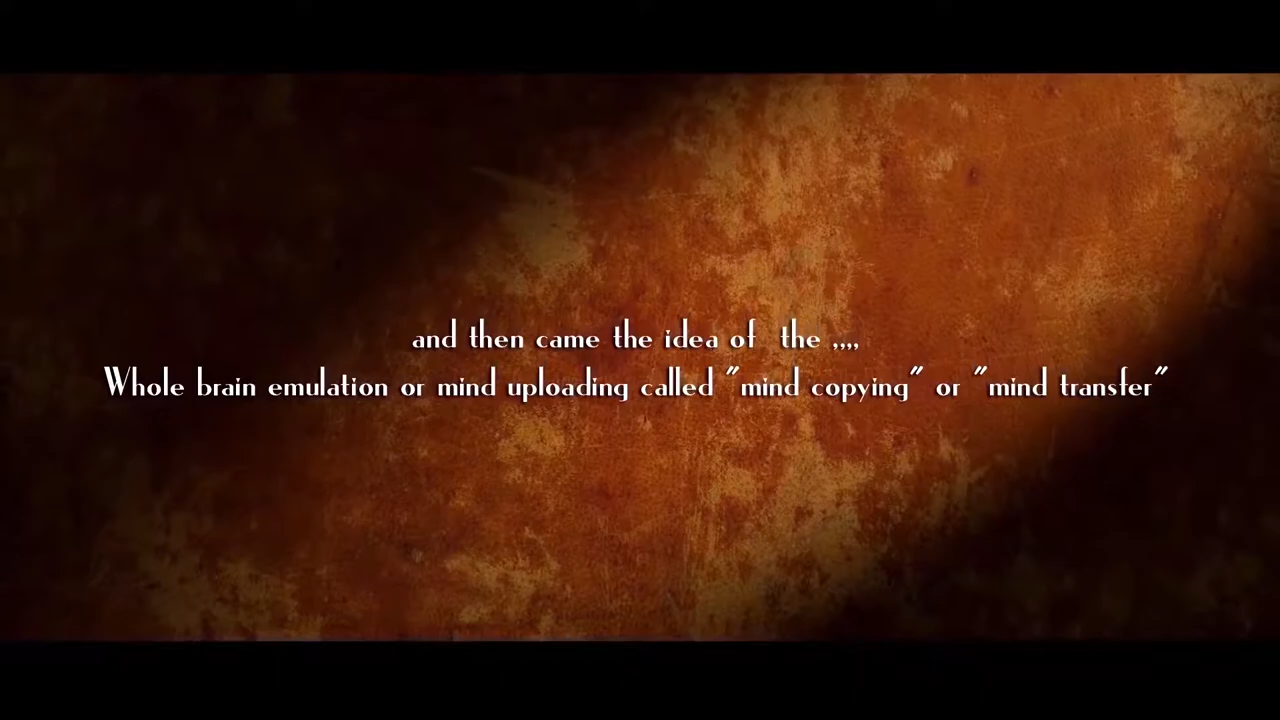 and then came the idea of  the ,,,,
Whole brain emulation or mind uploading called "mind copying" or "mind transfer"